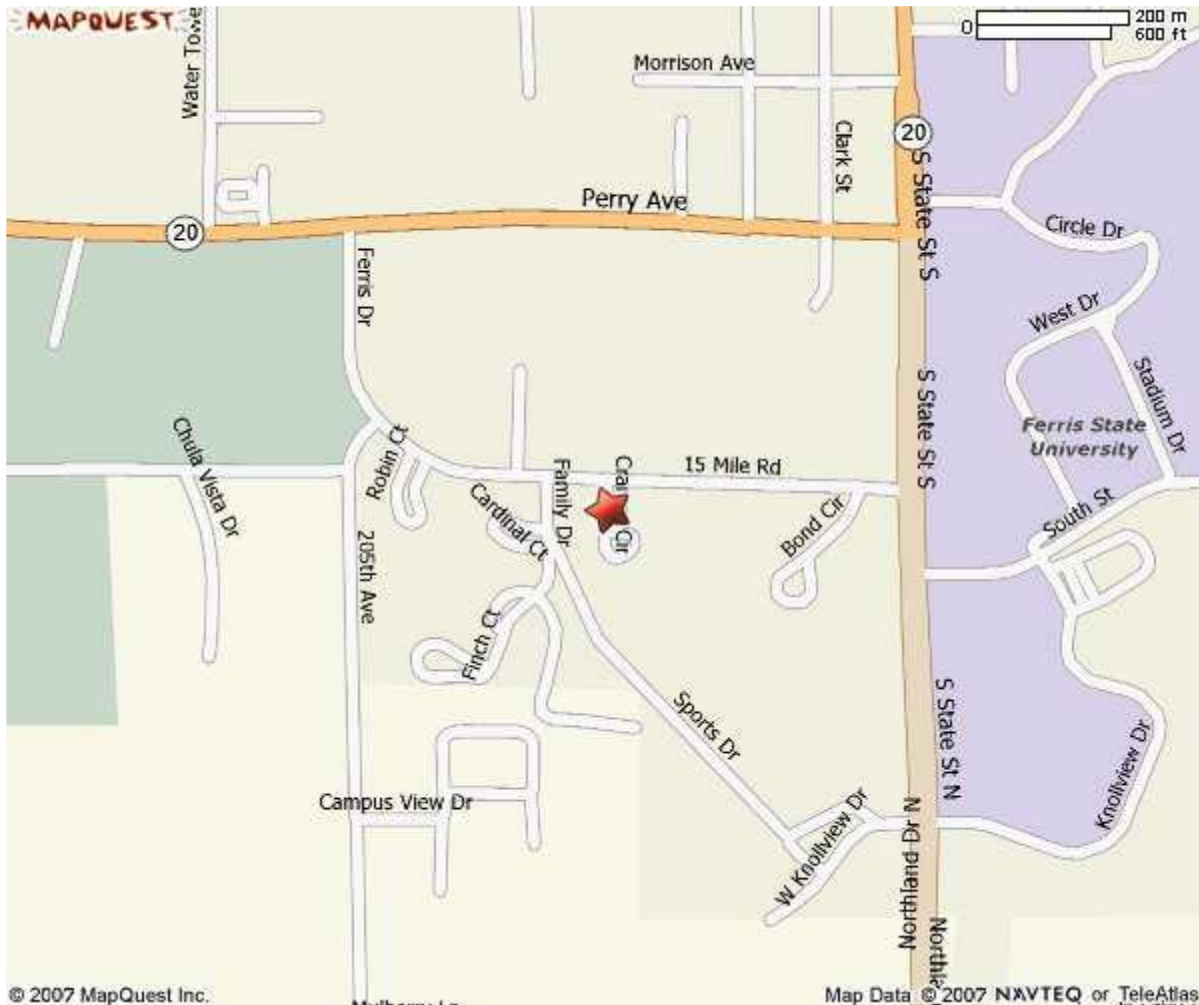 MAPQUEST
0
200 m
600 ft
Water Towe
Morrison Ave
20
Clark St
S State St S
Perry Ave
20
Circle Dr
Ferris Dr
West Dr
Stadium Dr
S State St S
Ferris State
University
Chula Vista Dr
Robin Ct
Family Dr
Cra
Cir
15 Mile Rd
Cardinal Ct
Bond Cir
South St
205th Ave
Finch Ct
Sports Dr
S State St N
Knollview Dr
Campus View Dr
W Knollview Dr
Northland Dr N
Northla
© 2007 MapQuest Inc.
Map Data © 2007 NAVTEQ or TeleAtlas